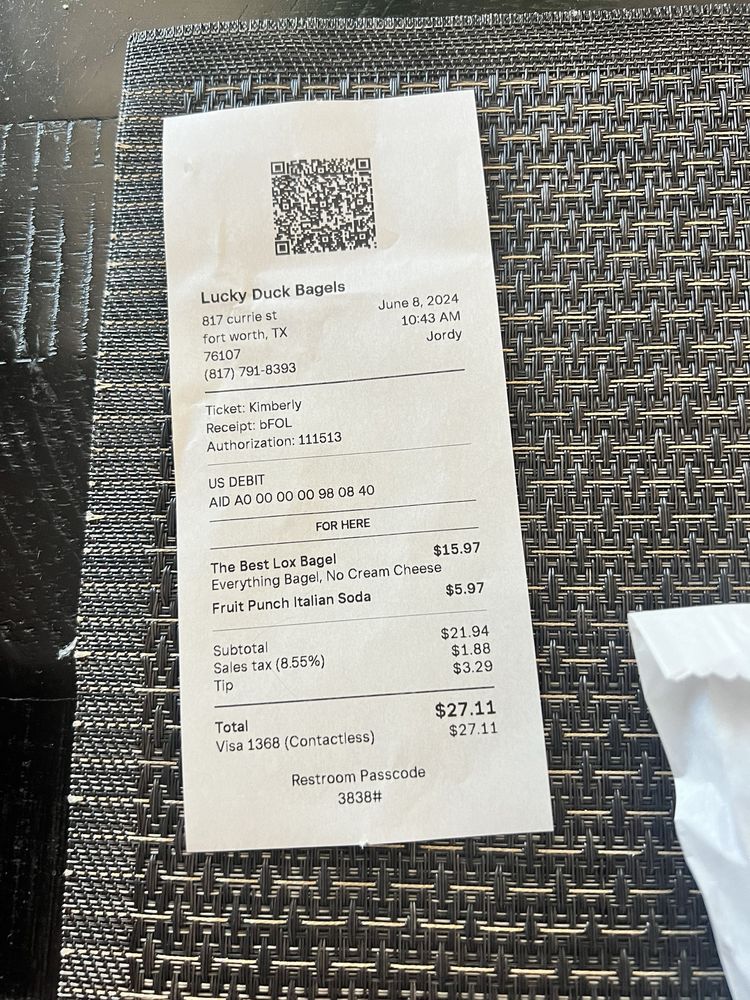 Lucky Duck Bagels
817 currie st
fort worth, TX
76107
(817) 791-8393
June 8, 2024
10:43 AM
Jordy
Ticket: Kimberly
Receipt: bFOL
Authorization: 111513
US DEBIT
AID A0 00 00 00 98 08 40
FOR HERE
The Best Lox Bagel $15.97
Everything Bagel, No Cream Cheese
Fruit Punch Italian Soda $5.97
Subtotal $21.94
Sales tax (8.55%) $1.88
Tip $3.29
Total $27.11
Visa 1368 (Contactless) $27.11
Restroom Passcode
3838#